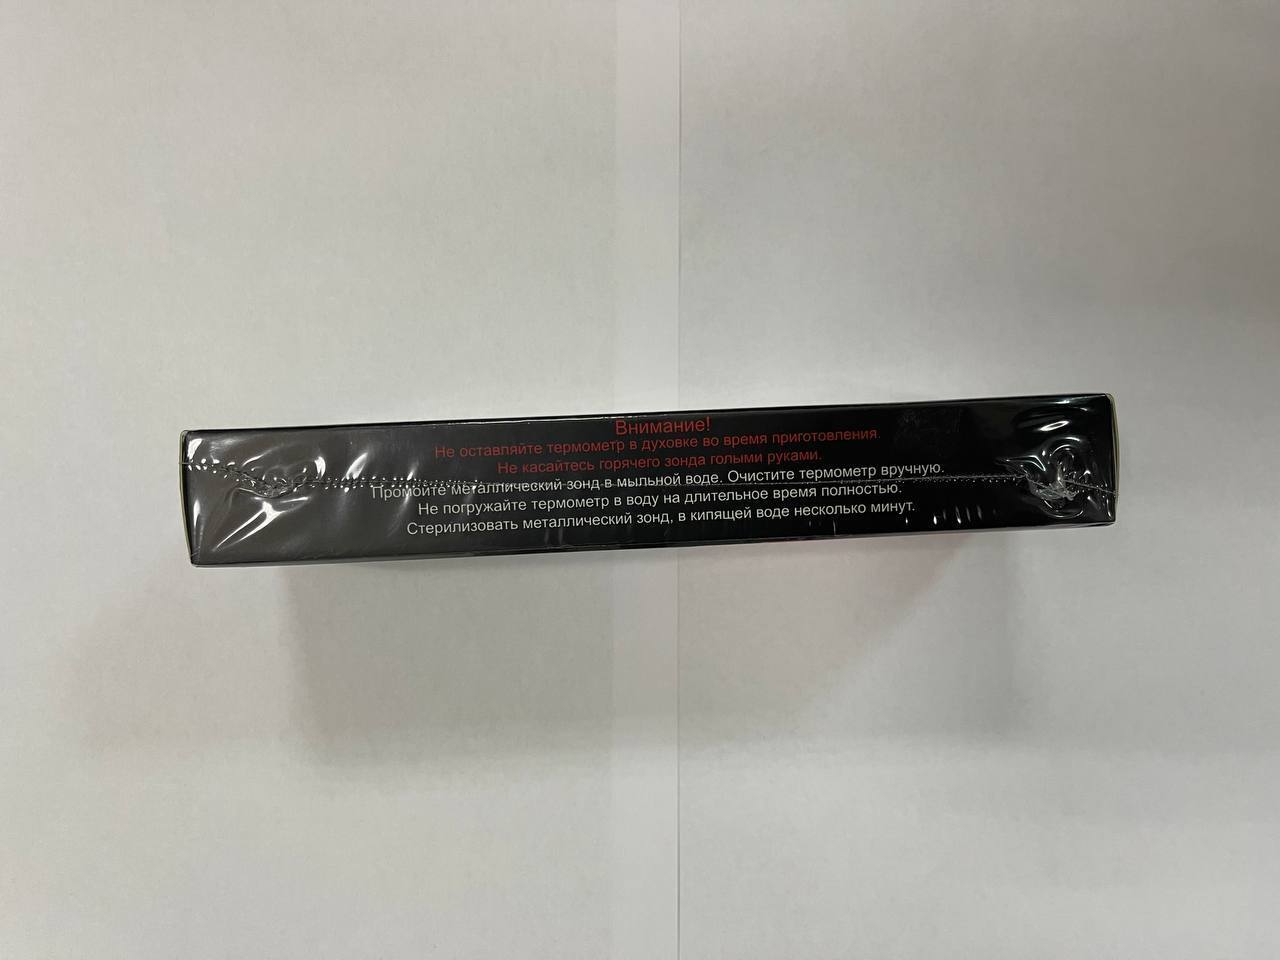 Внимание!
Не оставляйте термометр в духовке во время приготовления.
Не касайтесь горячего зонда голыми руками.
Промойте металлический зонд в мыльной воде. Очистите термометр вручную.
Не погружайте термометр в воду на длительное время полностью.
Стерилизовать металлический зонд, в кипящей воде несколько минут.